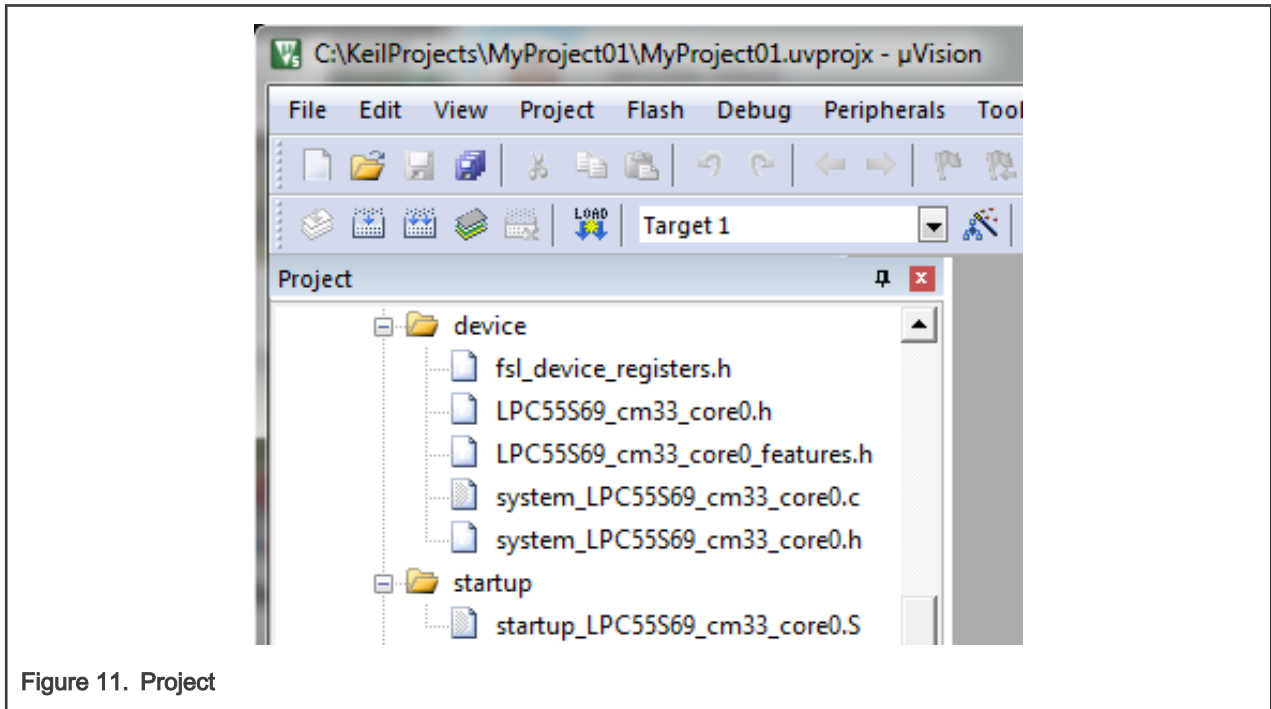 C:\KeilProjects\MyProject01\MyProject01.uvprojx - µVision
File Edit View Project Flash Debug Peripherals Tool
LOAD Target 1
Project
device
fsl_device_registers.h
LPC55S69_cm33_core0.h
LPC55S69_cm33_core0_features.h
system_LPC55S69_cm33_core0.c
system_LPC55S69_cm33_core0.h
startup
startup_LPC55S69_cm33_core0.S
Figure 11. Project